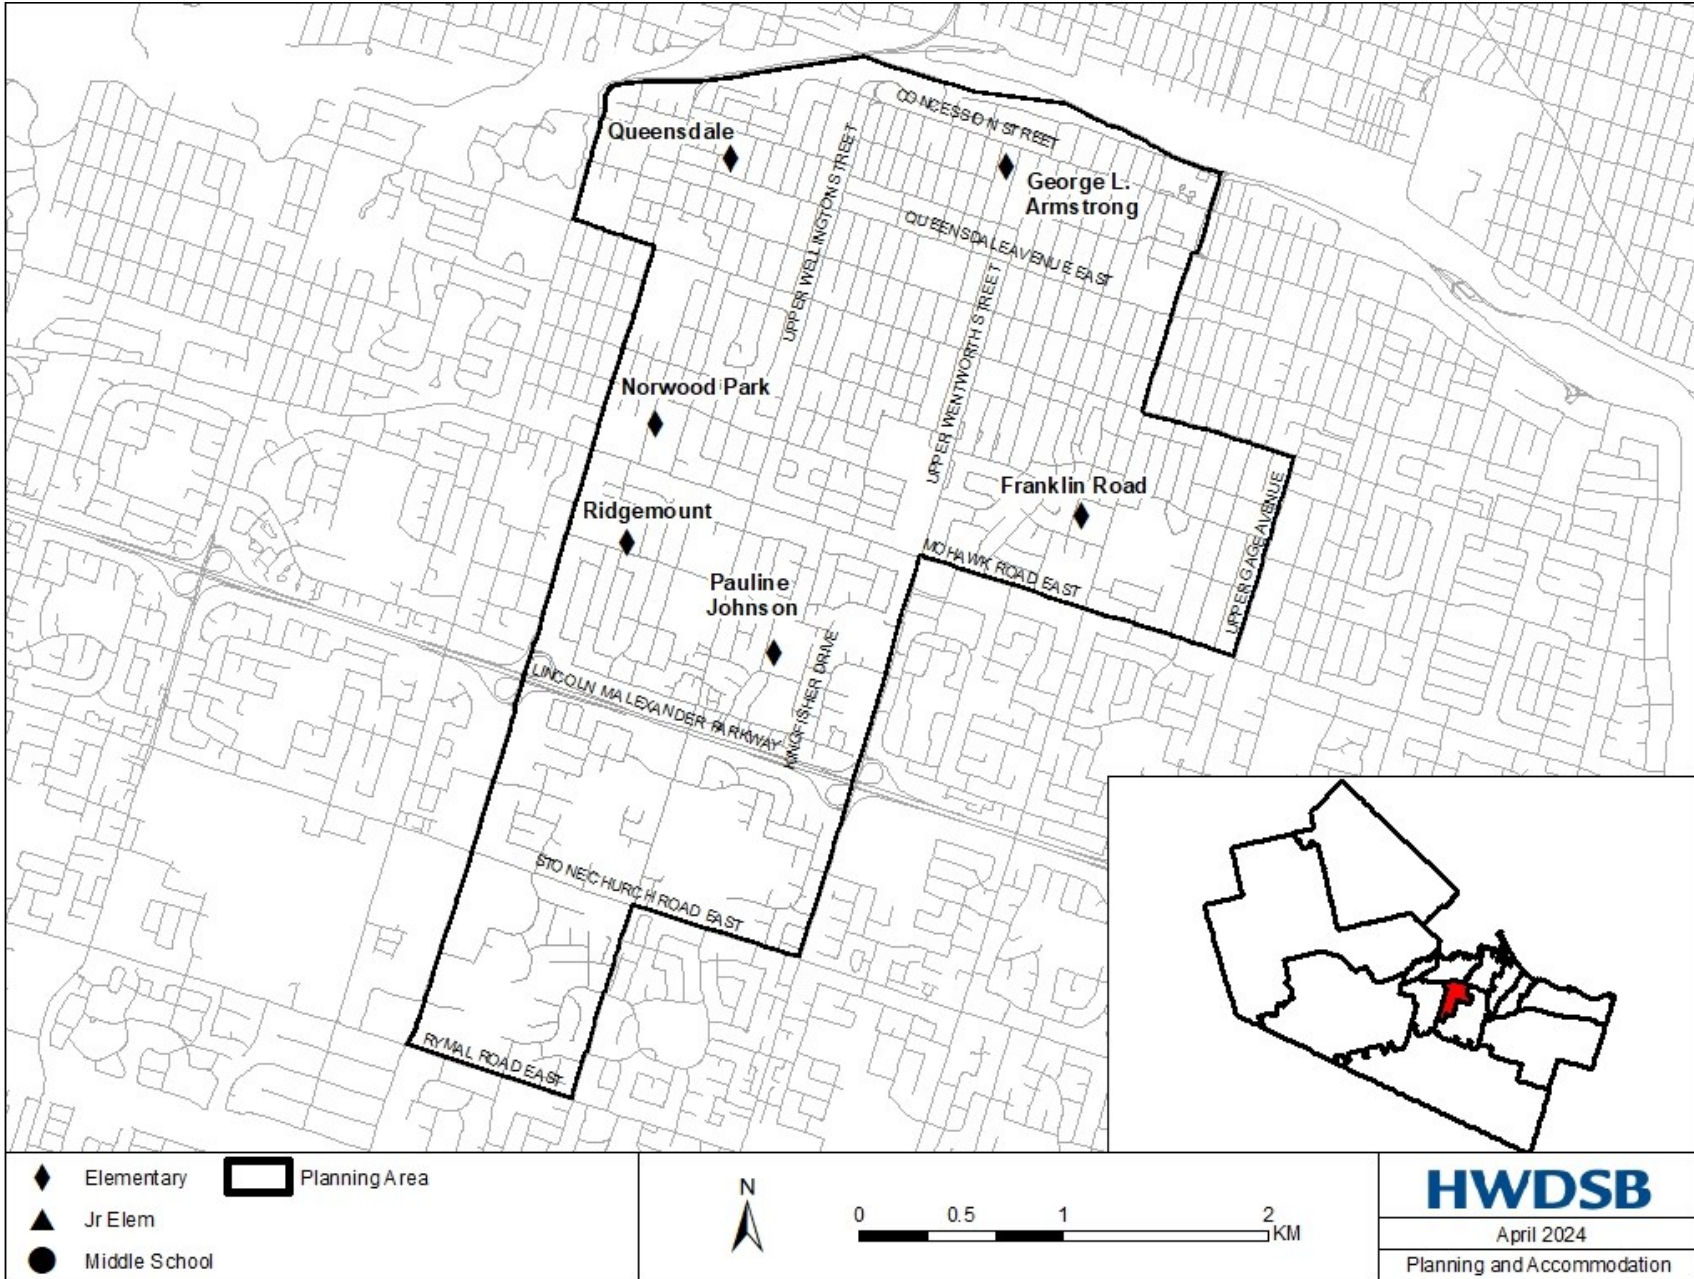 CONCESSION STREET
Queensdale
George L.
Armstrong
UPPER WELLINGTON STREET
QUEENSDALE AVENUE EAST
UPPER WENTWORTH STREET
Norwood Park
Franklin Road
Ridgemount
UPPER GAGE AVENUE
MOHAWK ROAD EAST
Pauline
Johnson
KINGFISHER DRIVE
LINCOLN M ALEXANDER PARKWAY
STONECHURCH ROAD EAST
RYMAL ROAD EAST
Elementary
Planning Area
Jr Elem
Middle School
N
0 0.5 1 2
KM
HWDSB
April 2024
Planning and Accommodation